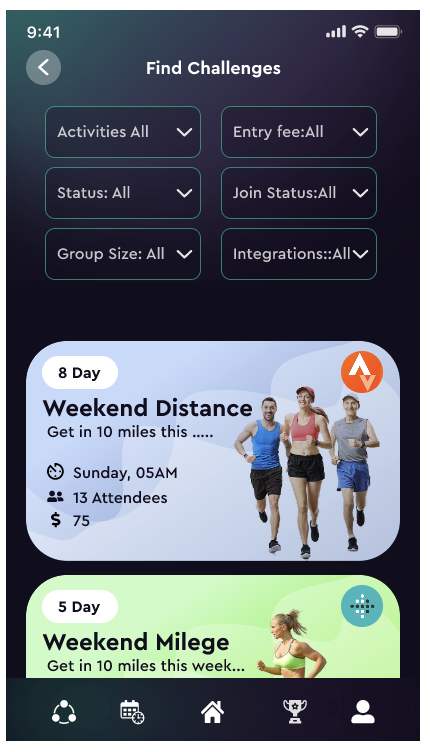 9:41
Find Challenges
Activities All
Entry fee:All
Status: All
Join Status:All
Group Size: All
Integrations::All
8 Day
Weekend Distance
Get in 10 miles this .....
Sunday, 05AM
13 Attendees
$ 75
5 Day
Weekend Milege
Get in 10 miles this week...